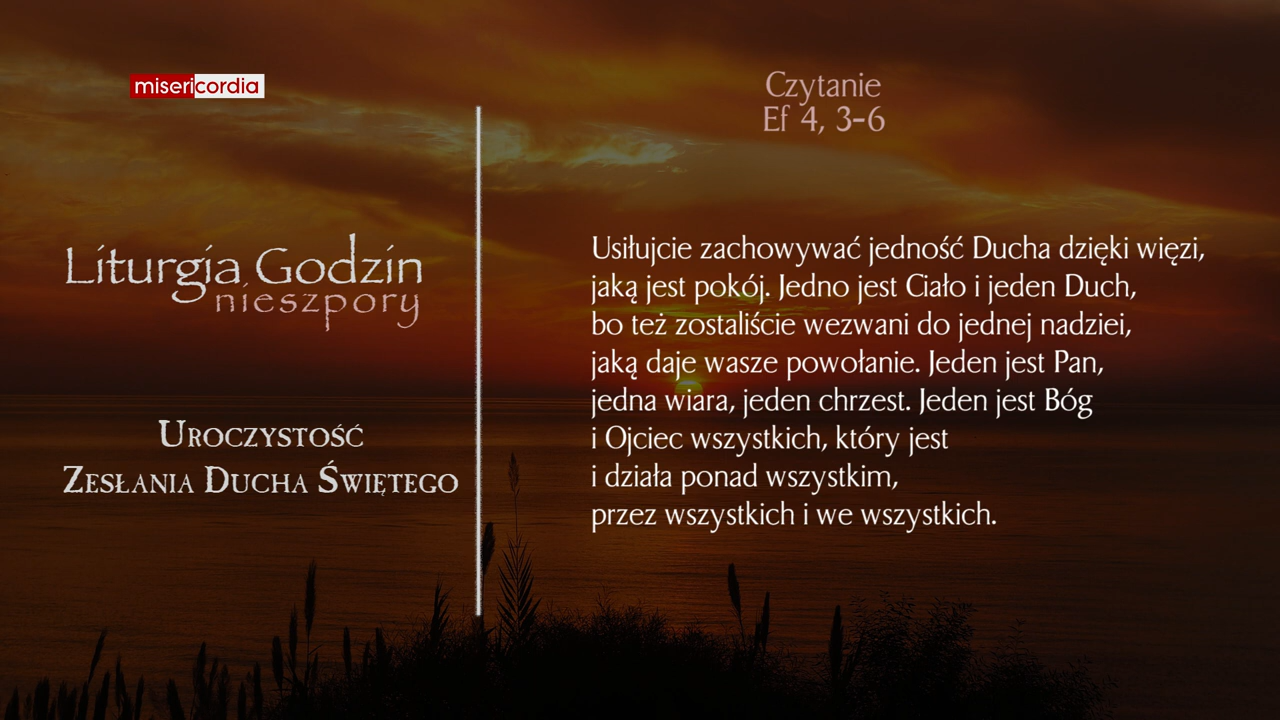 misericordia
Liturgia Godzin
nieszpory
Uroczystość
Zesłania Ducha Świętego
Czytanie
Ef 4, 3-6
Usiłujcie zachowywać jedność Ducha dzięki więzi,
jaką jest pokój. Jedno jest Ciało i jeden Duch,
bo też zostaliście wezwani do jednej nadziei,
jaką daje wasze powołanie. Jeden jest Pan,
jedna wiara, jeden chrzest. Jeden jest Bóg
i Ojciec wszystkich, który jest
i działa ponad wszystkim,
przez wszystkich i we wszystkich.